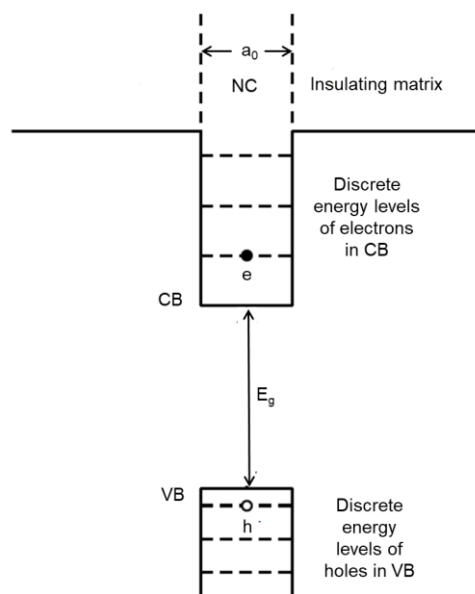 a₀
NC
Insulating matrix
Discrete
energy levels
of electrons
in CB
e
CB
E_g
VB
h
Discrete
energy
levels of
holes in VB